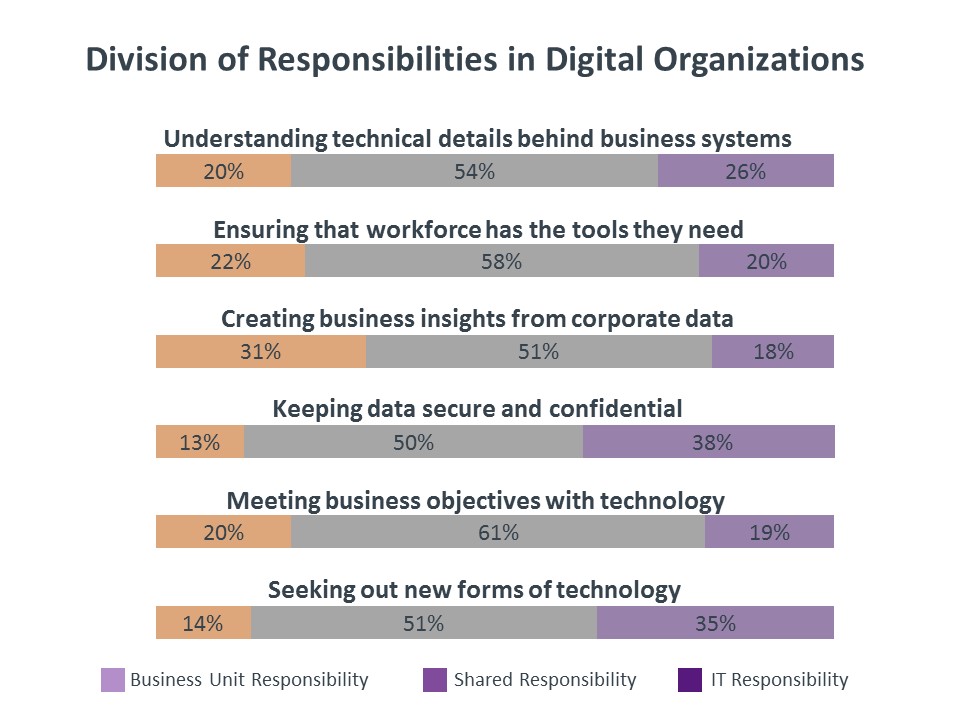 Division of Responsibilities in Digital Organizations
Understanding technical details behind business systems
20% 54% 26%
Ensuring that workforce has the tools they need
22% 58% 20%
Creating business insights from corporate data
31% 51% 18%
Keeping data secure and confidential
13% 50% 38%
Meeting business objectives with technology
20% 61% 19%
Seeking out new forms of technology
14% 51% 35%
Business Unit Responsibility Shared Responsibility IT Responsibility